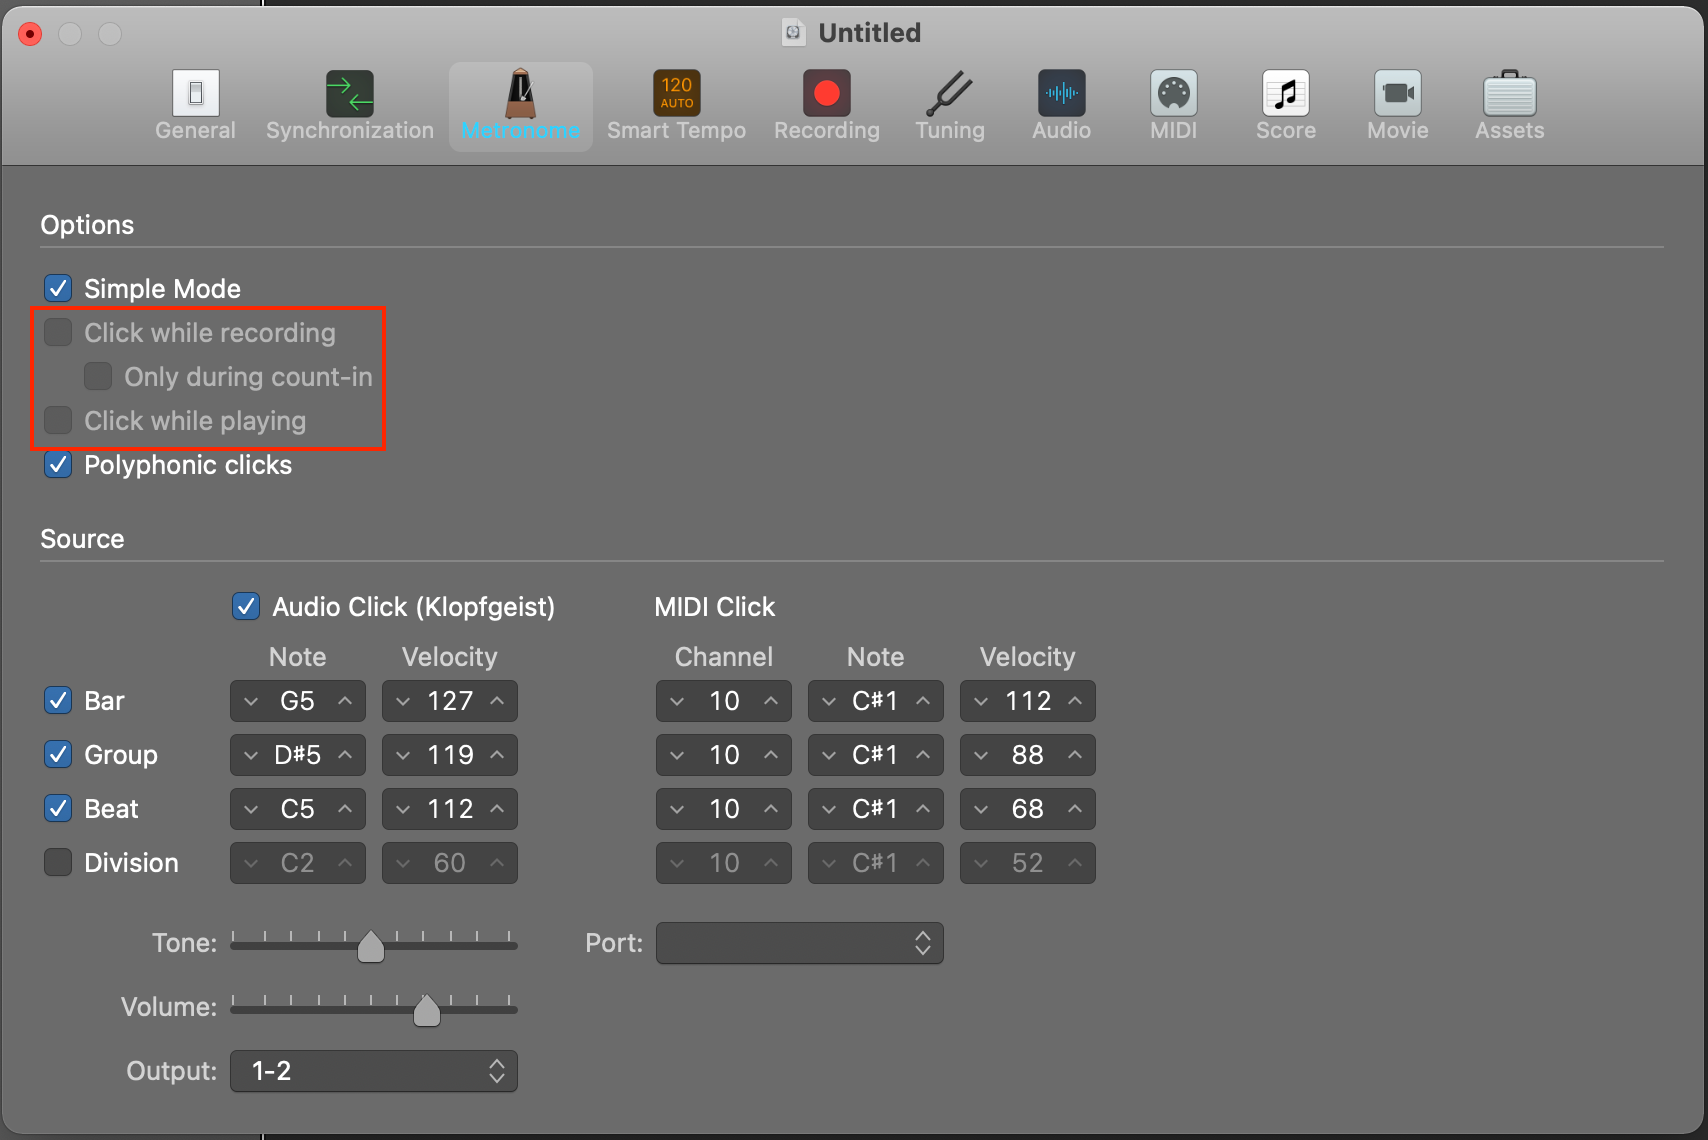 Untitled
120
AUTO
General Synchronization Metronome Smart Tempo Recording Tuning Audio MIDI Score Movie Assets
Options
Simple Mode
Click while recording
Only during count-in
Click while playing
Polyphonic clicks
Source
Audio Click (Klopfgeist) MIDI Click
Note Velocity Channel Note Velocity
Bar G5 127 10 C#1 112
Group D#5 119 10 C#1 88
Beat C5 112 10 C#1 68
Division C2 60 10 C#1 52
Tone: Port:
Volume:
Output: 1-2